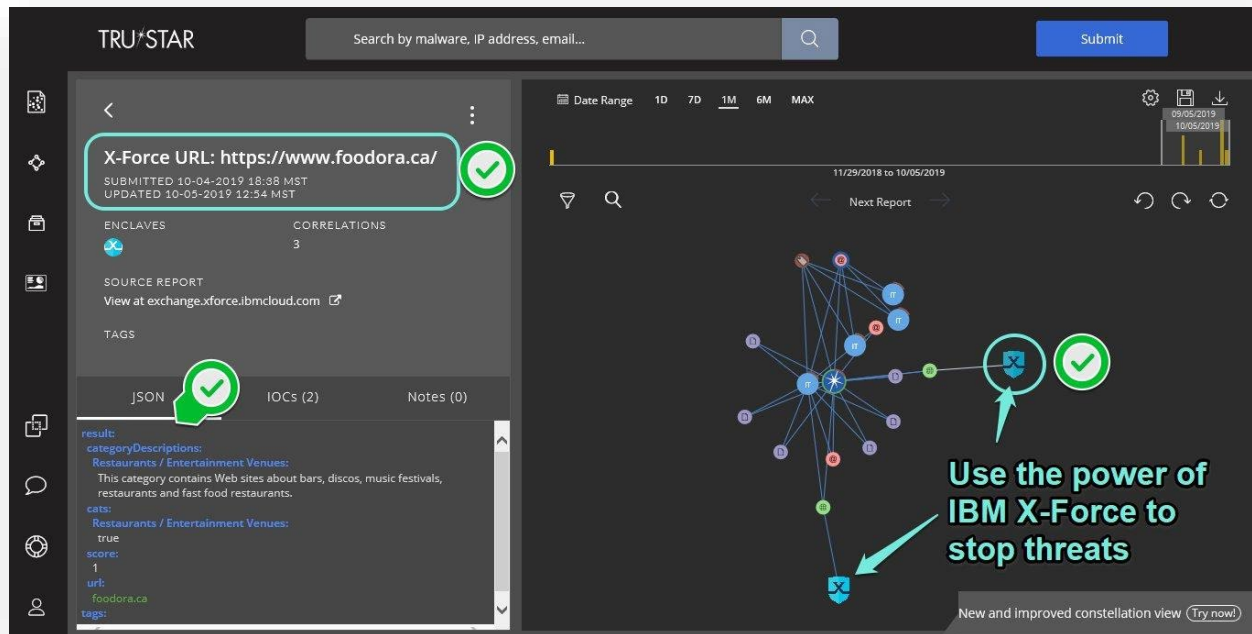 TRU*STAR
Search by malware, IP address, email...
Submit
X-Force URL: https://www.foodora.ca/
SUBMITTED 10-04-2019 18:38 MST
UPDATED 10-05-2019 12:54 MST
ENCLAVES
CORRELATIONS
3
SOURCE REPORT
View at exchange.xforce.ibmcloud.com
TAGS
JSON
IOCs (2)
Notes (0)
result:
categoryDescriptions:
Restaurants / Entertainment Venues:
This category contains Web sites about bars, discos, music festivals,
restaurants and fast food restaurants.
cats:
Restaurants / Entertainment Venues:
true
score:
1
url:
foodora.ca
tags:
Date Range 1D 7D 1M 6M MAX
09/05/2019
10/05/2019
11/29/2018 to 10/05/2019
Next Report
@
IT
IT
@
IT
IT
@
@
X
X
Use the power of
IBM X-Force to
stop threats
New and improved constellation view Try now!